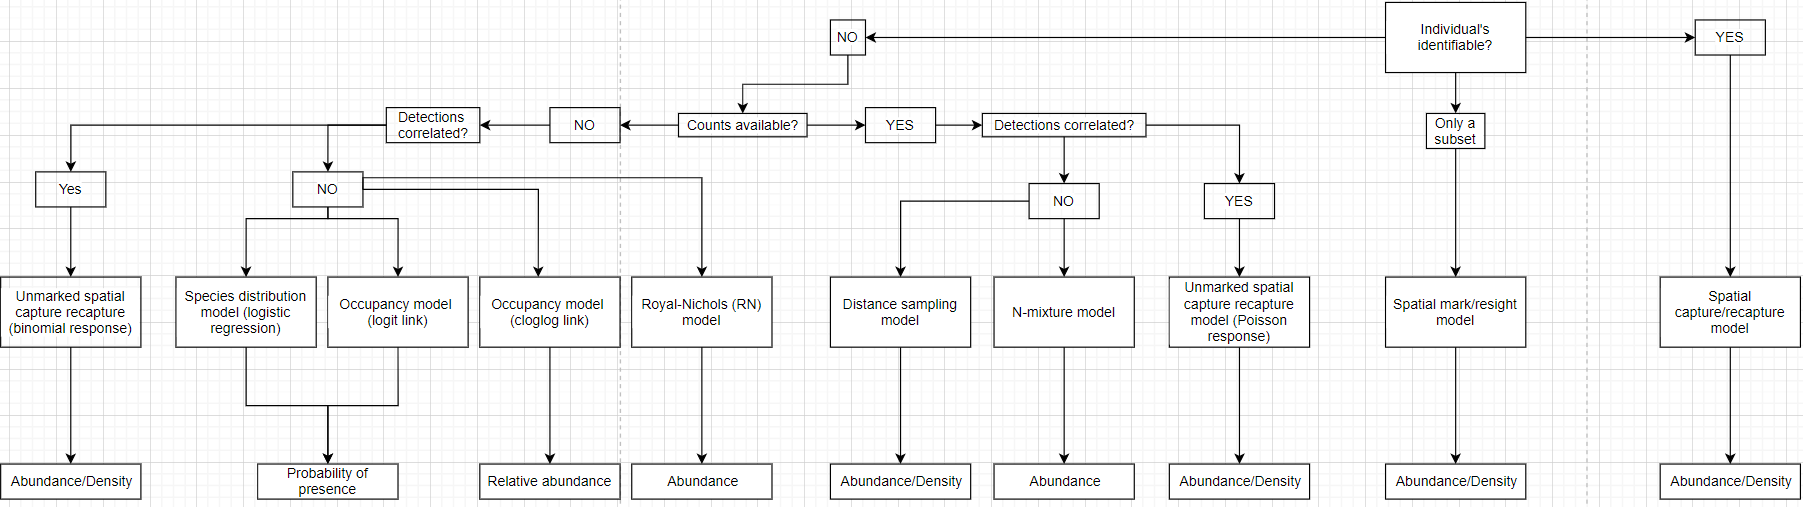 Individual's
identifiable?
NO
YES
Counts available?
Only a
subset
NO
YES
Detections
correlated?
Detections correlated?
Yes
NO
NO
YES
Unmarked spatial
capture recapture
(binomial response)
Species distribution
model (logistic
regression)
Occupancy model
(logit link)
Occupancy model
(cloglog link)
Royal-Nichols (RN)
model
Distance sampling
model
N-mixture model
Unmarked spatial
capture recapture
model (Poisson
response)
Spatial mark/resight
model
Spatial
capture/recapture
model
Abundance/Density
Probability of
presence
Relative abundance
Abundance
Abundance/Density
Abundance
Abundance/Density
Abundance/Density
Abundance/Density